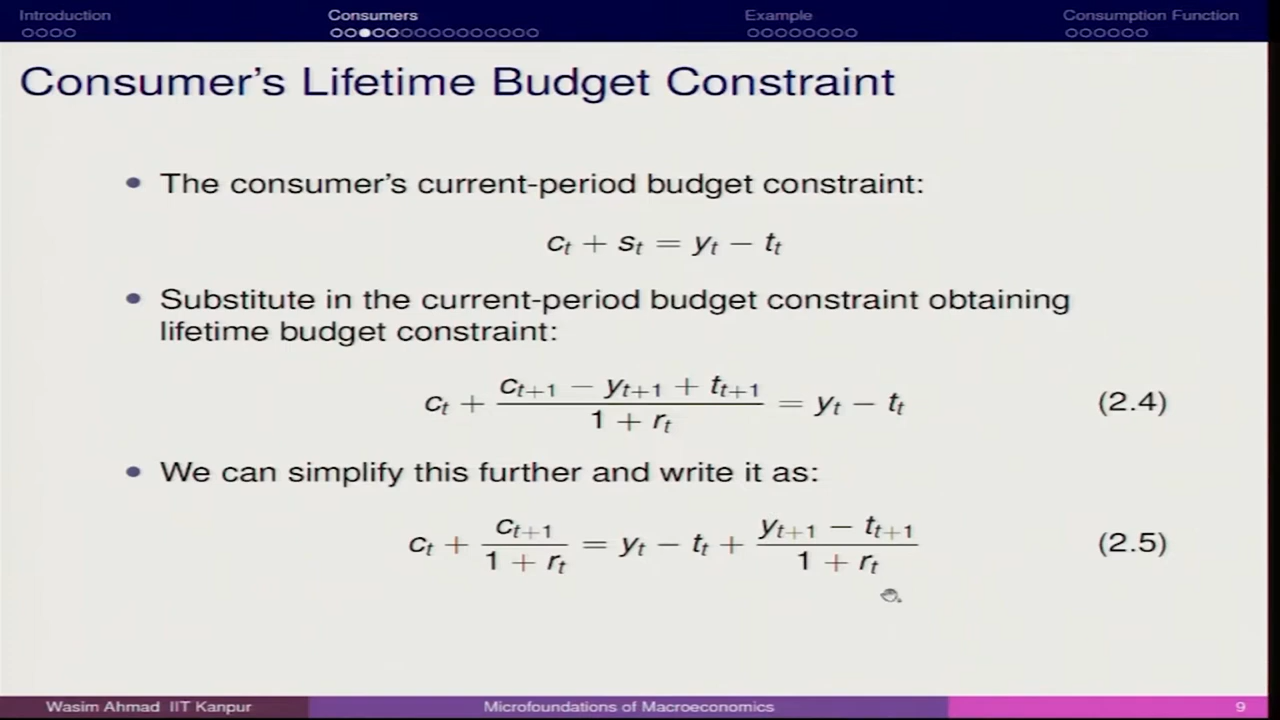 Introduction Consumers Example Consumption Function
Consumer's Lifetime Budget Constraint
• The consumer's current-period budget constraint:
c_t + s_t = y_t − t_t
• Substitute in the current-period budget constraint obtaining
lifetime budget constraint:
c_t + (c_{t+1} − y_{t+1} + t_{t+1}) / (1 + r_t) = y_t − t_t (2.4)
• We can simplify this further and write it as:
c_t + c_{t+1} / (1 + r_t) = y_t − t_t + (y_{t+1} − t_{t+1}) / (1 + r_t) (2.5)
Wasim Ahmad IIT Kanpur Microfoundations of Macroeconomics 9